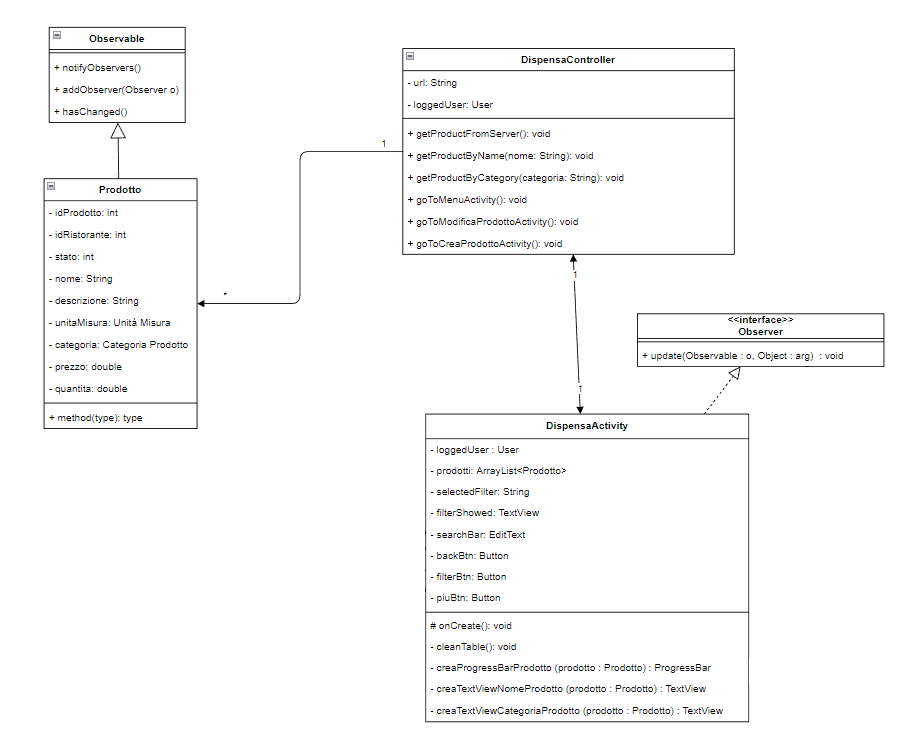 Observable
+ notifyObservers()
+ addObserver(Observer o)
+ hasChanged()
Prodotto
- idProdotto: int
- idRistorante: int
- stato: int
- nome: String
- descrizione: String
- unitaMisura: Unità Misura
- categoria: Categoria Prodotto
- prezzo: double
- quantita: double
+ method(type): type
*
1
DispensaController
- url: String
- loggedUser: User
+ getProductFromServer(): void
+ getProductByName(nome: String): void
+ getProductByCategory(categoria: String): void
+ goToMenuActivity(): void
+ goToModificaProdottoActivity(): void
+ goToCreaProdottoActivity(): void
1
1
<<interface>>
Observer
+ update(Observable : o, Object : arg) : void
DispensaActivity
- loggedUser : User
- prodotti: ArrayList<Prodotto>
- selectedFilter: String
- filterShowed: TextView
- searchBar: EditText
- backBtn: Button
- filterBtn: Button
- piuBtn: Button
# onCreate(): void
- cleanTable(): void
- creaProgressBarProdotto (prodotto : Prodotto) : ProgressBar
- creaTextViewNomeProdotto (prodotto : Prodotto) : TextView
- creaTextViewCategoriaProdotto (prodotto : Prodotto) : TextView